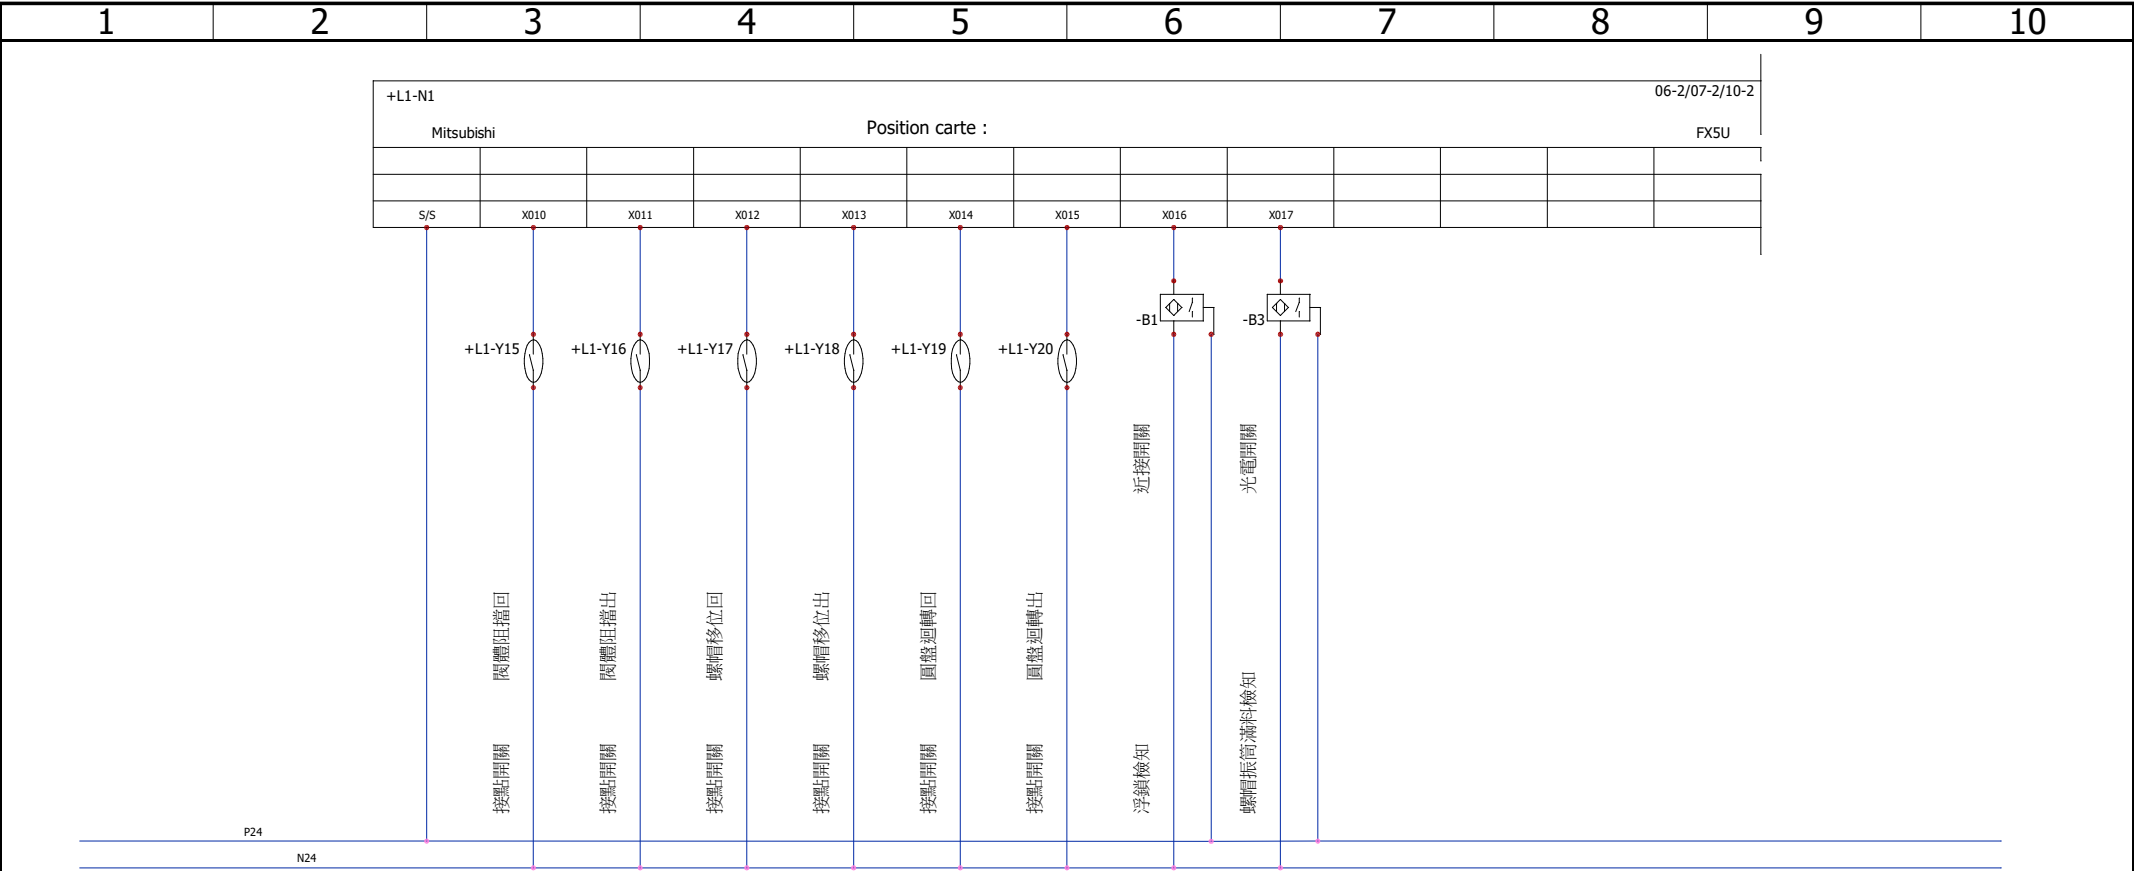 1 2 3 4 5 6 7 8 9 10
+L1-N1 06-2/07-2/10-2
Mitsubishi Position carte : FX5U
S/S X010 X011 X012 X013 X014 X015 X016 X017
-B1 -B3
+L1-Y15 +L1-Y16 +L1-Y17 +L1-Y18 +L1-Y19 +L1-Y20
近接開關
光電開關
閥體阻擋回
閥體阻擋出
螺帽移位回
螺帽移位出
圓盤迴轉回
圓盤迴轉出
接點開關
接點開關
接點開關
接點開關
接點開關
接點開關
浮鎖檢知
螺帽振筒滿料檢知
P24
N24